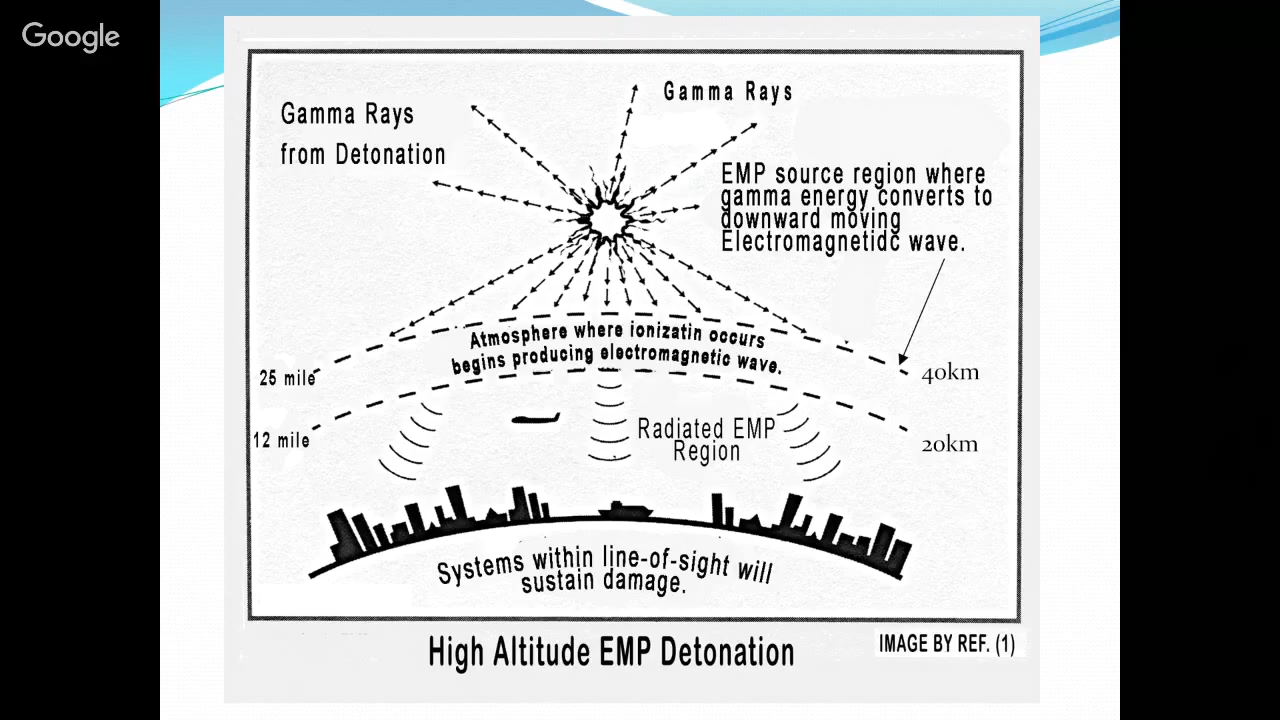 Google
Gamma Rays
from Detonation
Gamma Rays
EMP source region where
gamma energy converts to
downward moving
Electromagnetidc wave.
Atmosphere where ionizatin occurs
begins producing electromagnetic wave.
25 mile
40km
12 mile
20km
Radiated EMP
Region
Systems within line-of-sight will
sustain damage.
High Altitude EMP Detonation
IMAGE BY REF. (1)